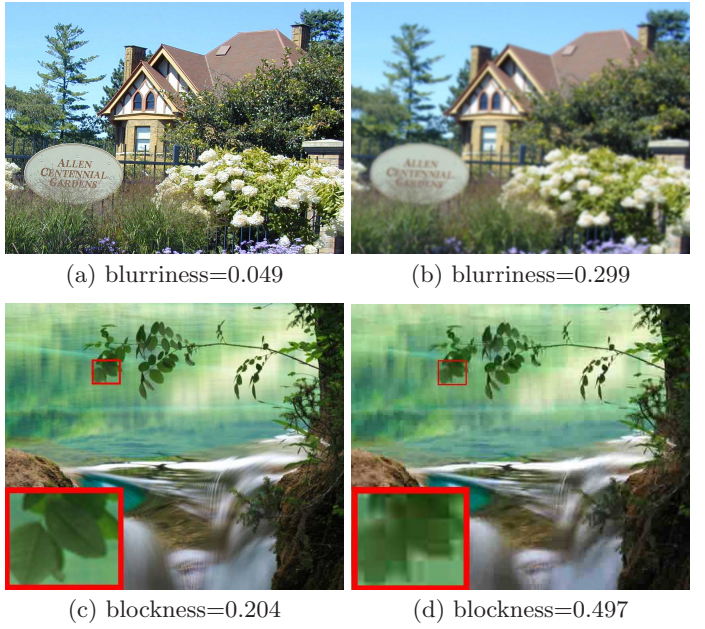 ALLEN
CENTENNIAL
GARDENS
ALLEN
CENTENNIAL
GARDENS
(a) blurriness=0.049
(b) blurriness=0.299
(c) blockness=0.204
(d) blockness=0.497